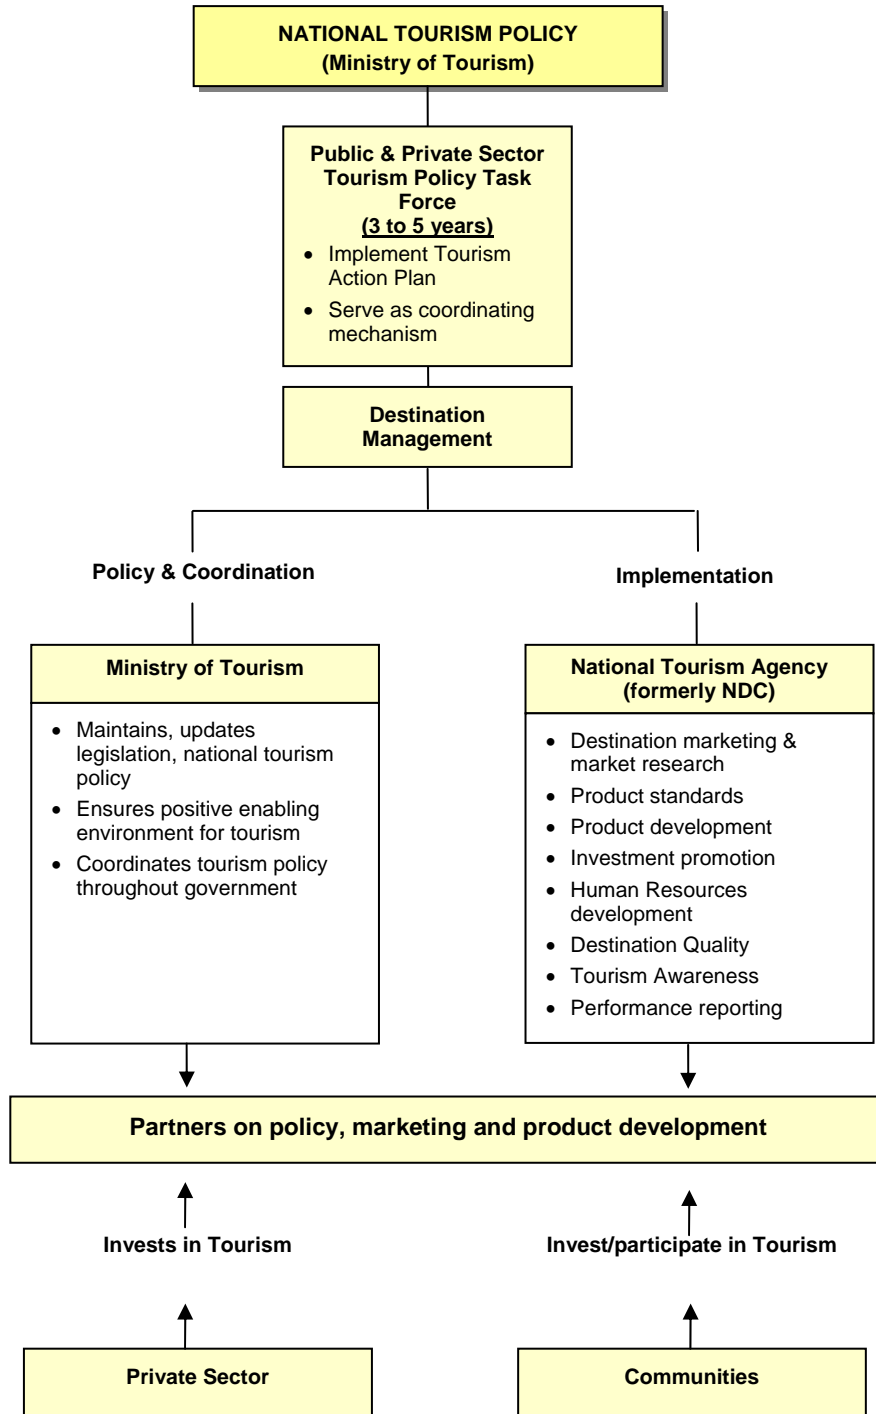 NATIONAL TOURISM POLICY
(Ministry of Tourism)
Public & Private Sector
Tourism Policy Task
Force
(3 to 5 years)
• Implement Tourism
Action Plan
• Serve as coordinating
mechanism
Destination
Management
Policy & Coordination
Implementation
Ministry of Tourism
• Maintains, updates
legislation, national tourism
policy
• Ensures positive enabling
environment for tourism
• Coordinates tourism policy
throughout government
National Tourism Agency
(formerly NDC)
• Destination marketing &
market research
• Product standards
• Product development
• Investment promotion
• Human Resources
development
• Destination Quality
• Tourism Awareness
• Performance reporting
Partners on policy, marketing and product development
Invests in Tourism
Invest/participate in Tourism
Private Sector
Communities